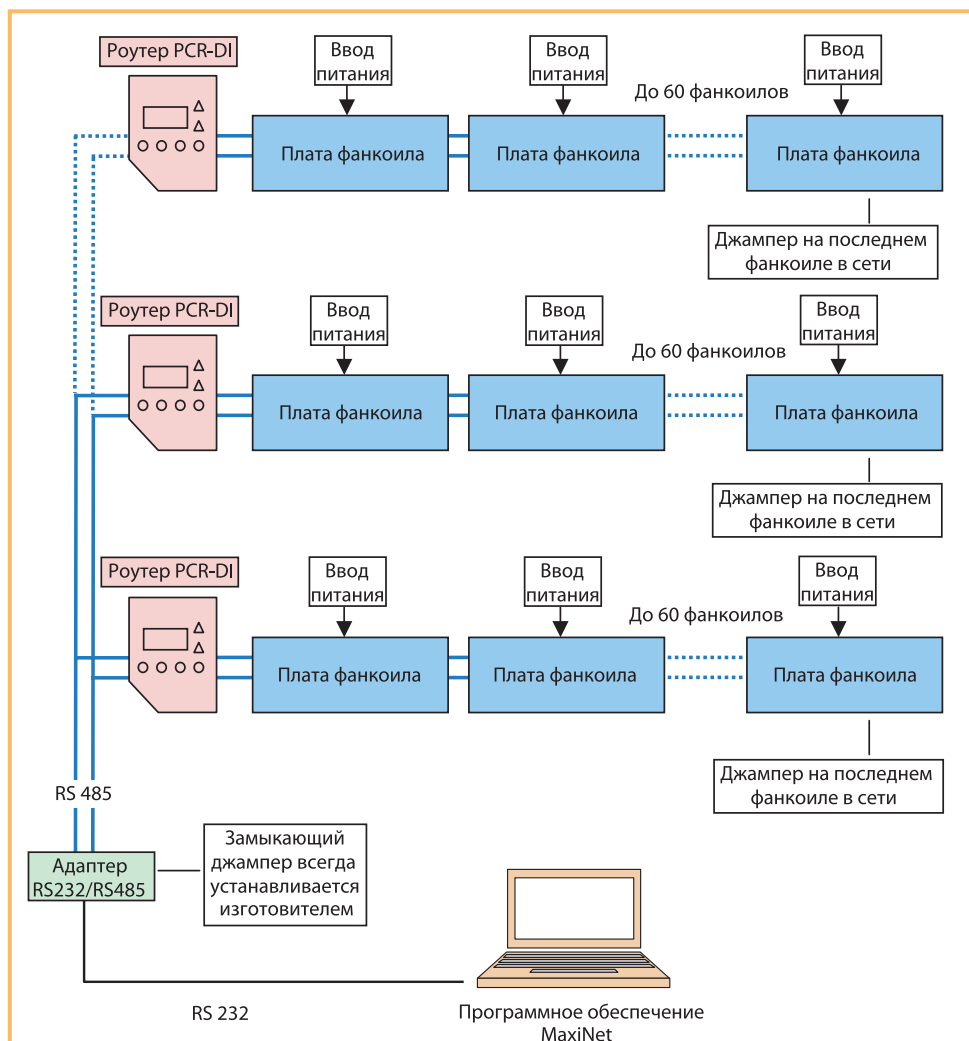 Роутер PCR-DI
Ввод
питания
Ввод
питания
До 60 фанкоилов
Ввод
питания
Плата фанкоила
Плата фанкоила
Плата фанкоила
Джампер на последнем
фанкоиле в сети
Роутер PCR-DI
Ввод
питания
Ввод
питания
До 60 фанкоилов
Ввод
питания
Плата фанкоила
Плата фанкоила
Плата фанкоила
Джампер на последнем
фанкоиле в сети
Роутер PCR-DI
Ввод
питания
Ввод
питания
До 60 фанкоилов
Ввод
питания
Плата фанкоила
Плата фанкоила
Плата фанкоила
Джампер на последнем
фанкоиле в сети
RS 485
Адаптер
RS232/RS485
Замыкающий
джампер всегда
устанавливается
изготовителем
RS 232
Программное обеспечение
MaxiNet